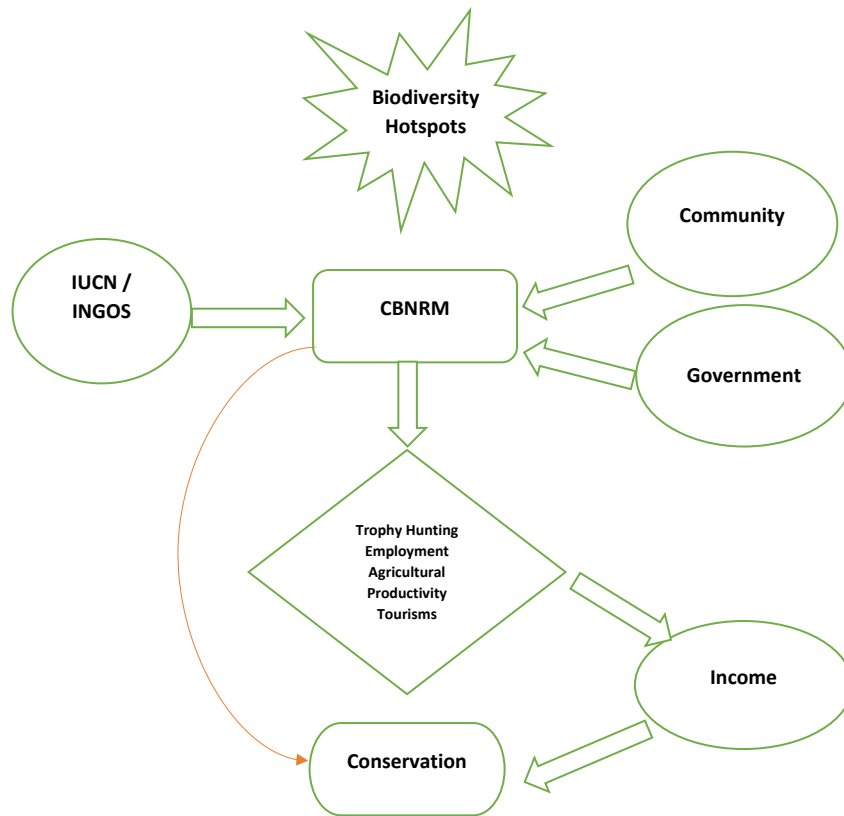 Biodiversity
Hotspots
Community
IUCN /
INGOS
CBNRM
Government
Trophy Hunting
Employment
Agricultural
Productivity
Tourisms
Income
Conservation